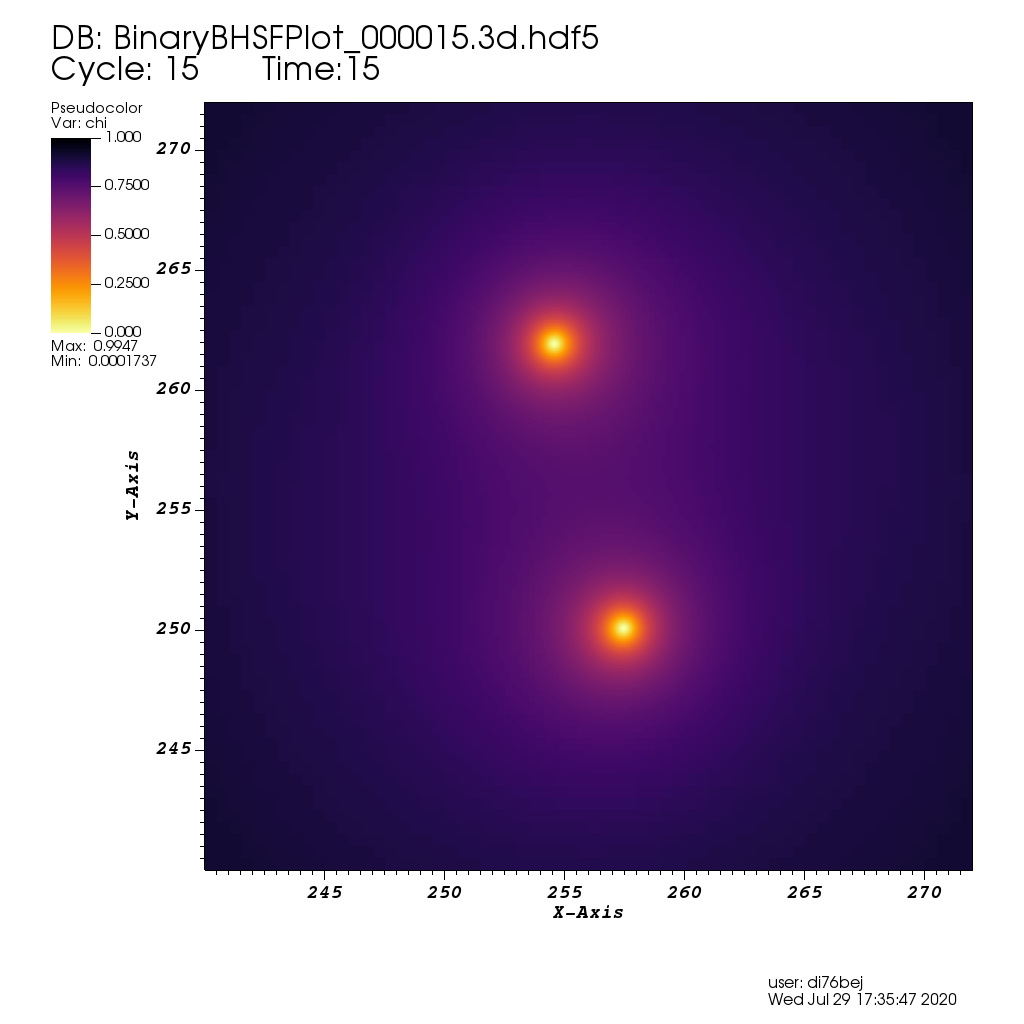 DB: BinaryBHSFPlot_000015.3d.hdf5
Cycle: 15 Time:15
Pseudocolor
Var: chi
1.000
0.7500
0.5000
0.2500
0.000
Max: 0.9947
Min: 0.0001737
270
265
260
255
250
245
Y-Axis
245 250 255 260 265 270
X-Axis
user: di76bej
Wed Jul 29 17:35:47 2020